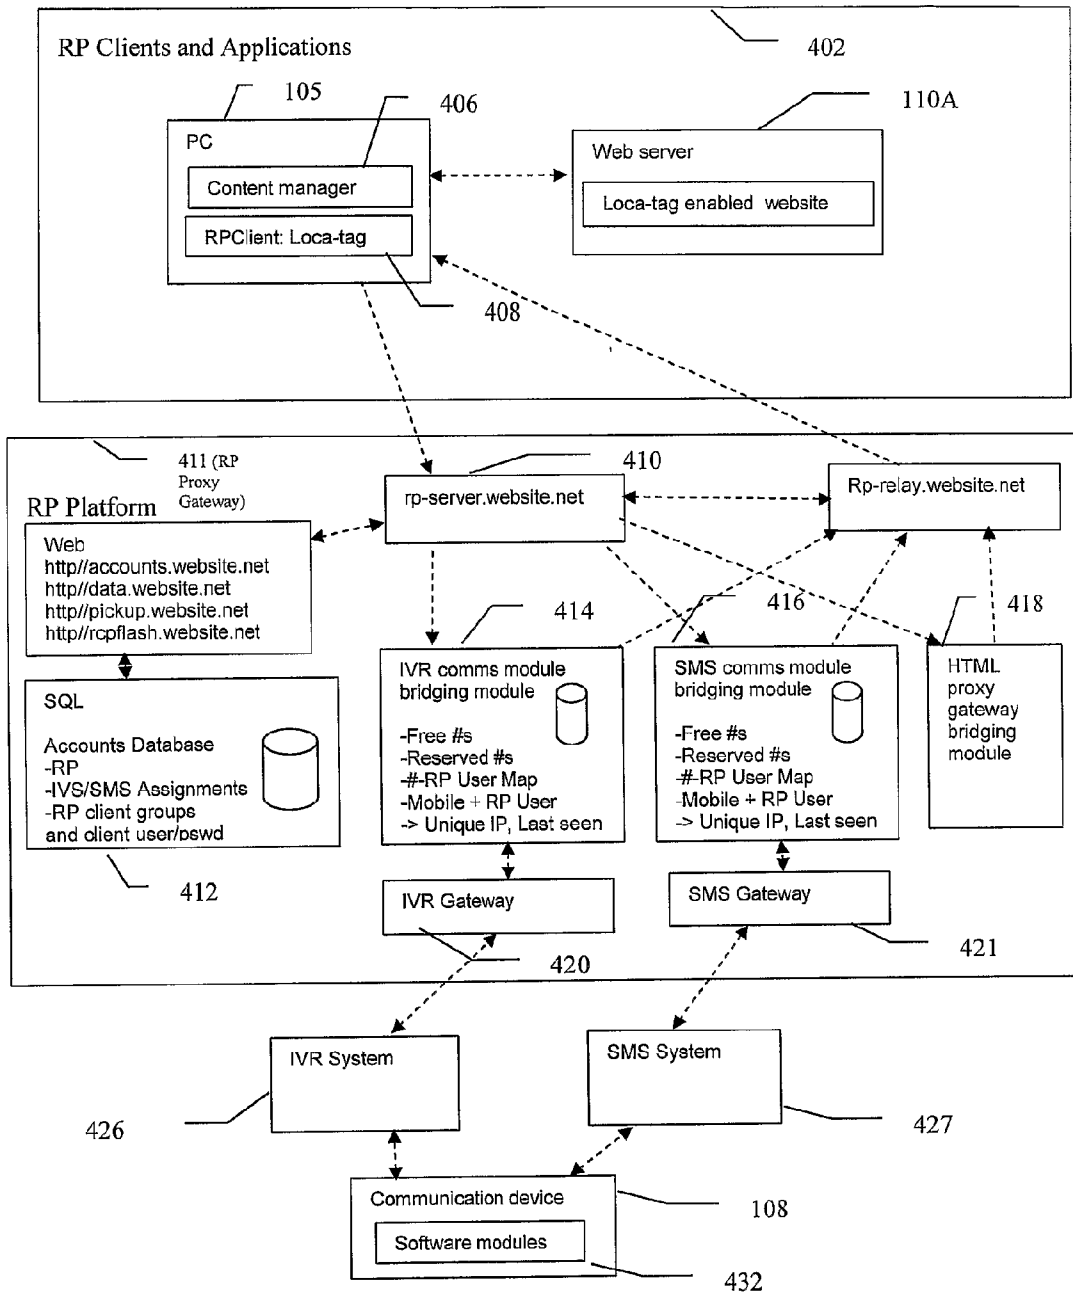 402
RP Clients and Applications
105
406
110A
PC
Content manager
RPClient: Loca-tag
Web server
Loca-tag enabled website
408
411 (RP
Proxy
Gateway)
410
RP Platform
rp-server.website.net
Rp-relay.website.net
Web
http//accounts.website.net
http//data.website.net
http//pickup.website.net
http//rcpflash.website.net
414
416
418
SQL
Accounts Database
-RP
-IVS/SMS Assignments
-RP client groups
and client user/pswd
412
IVR comms module
bridging module
-Free #s
-Reserved #s
-#-RP User Map
-Mobile + RP User
-> Unique IP, Last seen
SMS comms module
bridging module
-Free #s
-Reserved #s
-#-RP User Map
-Mobile + RP User
-> Unique IP, Last seen
HTML
proxy
gateway
bridging
module
IVR Gateway
SMS Gateway
420
421
IVR System
SMS System
426
427
Communication device
Software modules
108
432